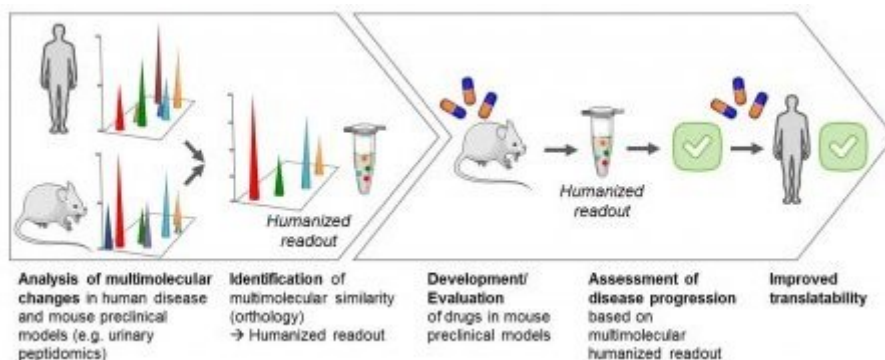 Humanized
readout
Humanized
readout
Analysis of multimolecular
changes in human disease
and mouse preclinical
models (e.g. urinary
peptidomics)
Identification of
multimolecular similarity
(orthology)
→ Humanized readout
Development/
Evaluation
of drugs in mouse
preclinical models
Assessment of
disease progression
based on
multimolecular
humanized readout
Improved
translatability